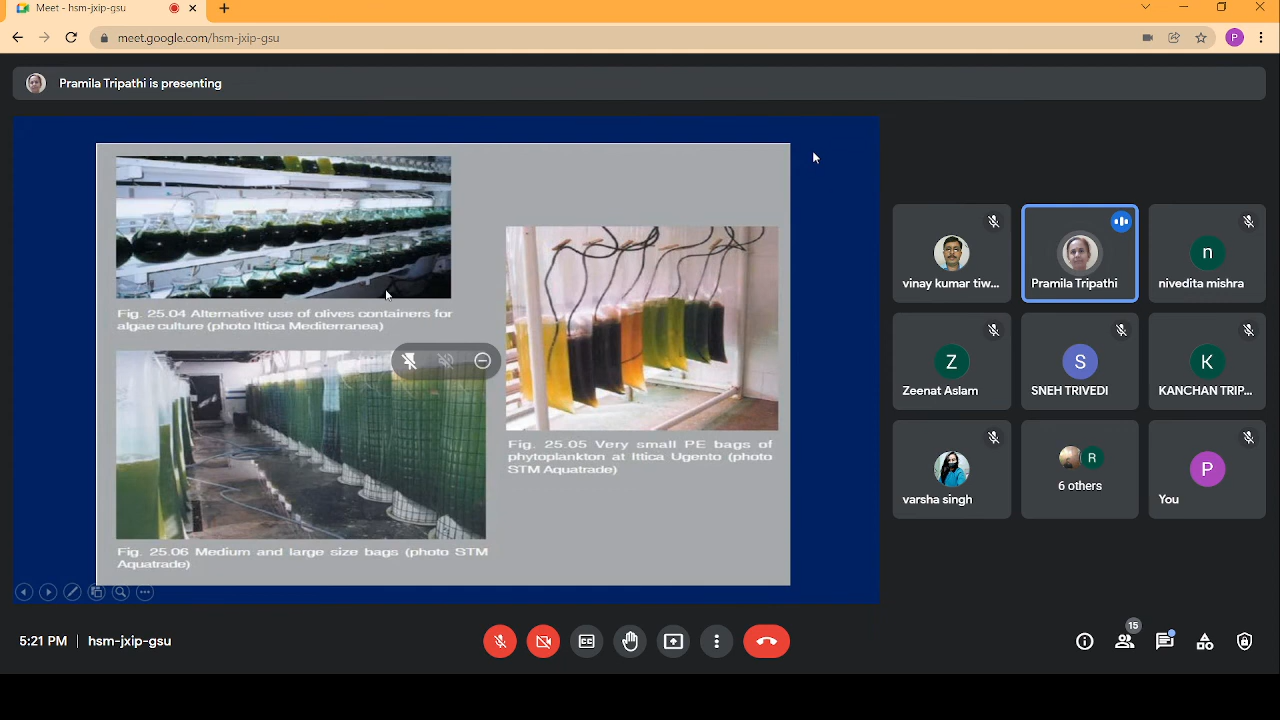 Meet - hsm-jxip-gsu
meet.google.com/hsm-jxip-gsu
P
Pramila Tripathi is presenting
Fig. 25.04 Alternative use of olives containers for
algae culture (photo Ittica Mediterranea)
Fig. 25.05 Very small PE bags of
phytoplankton at Ittica Ugento (photo
STM Aquatrade)
Fig. 25.06 Medium and large size bags (photo STM
Aquatrade)
vinay kumar tiw...
Pramila Tripathi
n
nivedita mishra
Z
Zeenat Aslam
S
SNEH TRIVEDI
K
KANCHAN TRIP...
varsha singh
R
6 others
P
You
5:21 PM | hsm-jxip-gsu
CC
15